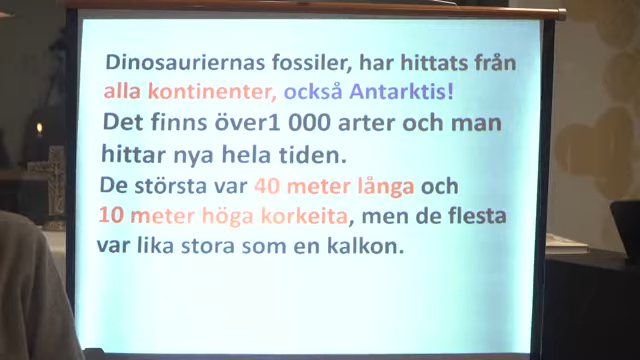 Dinosauriernas fossiler, har hittats från
alla kontinenter, också Antarktis!
Det finns över1 000 arter och man
hittar nya hela tiden.
De största var 40 meter långa och
10 meter höga korkeita, men de flesta
var lika stora som en kalkon.